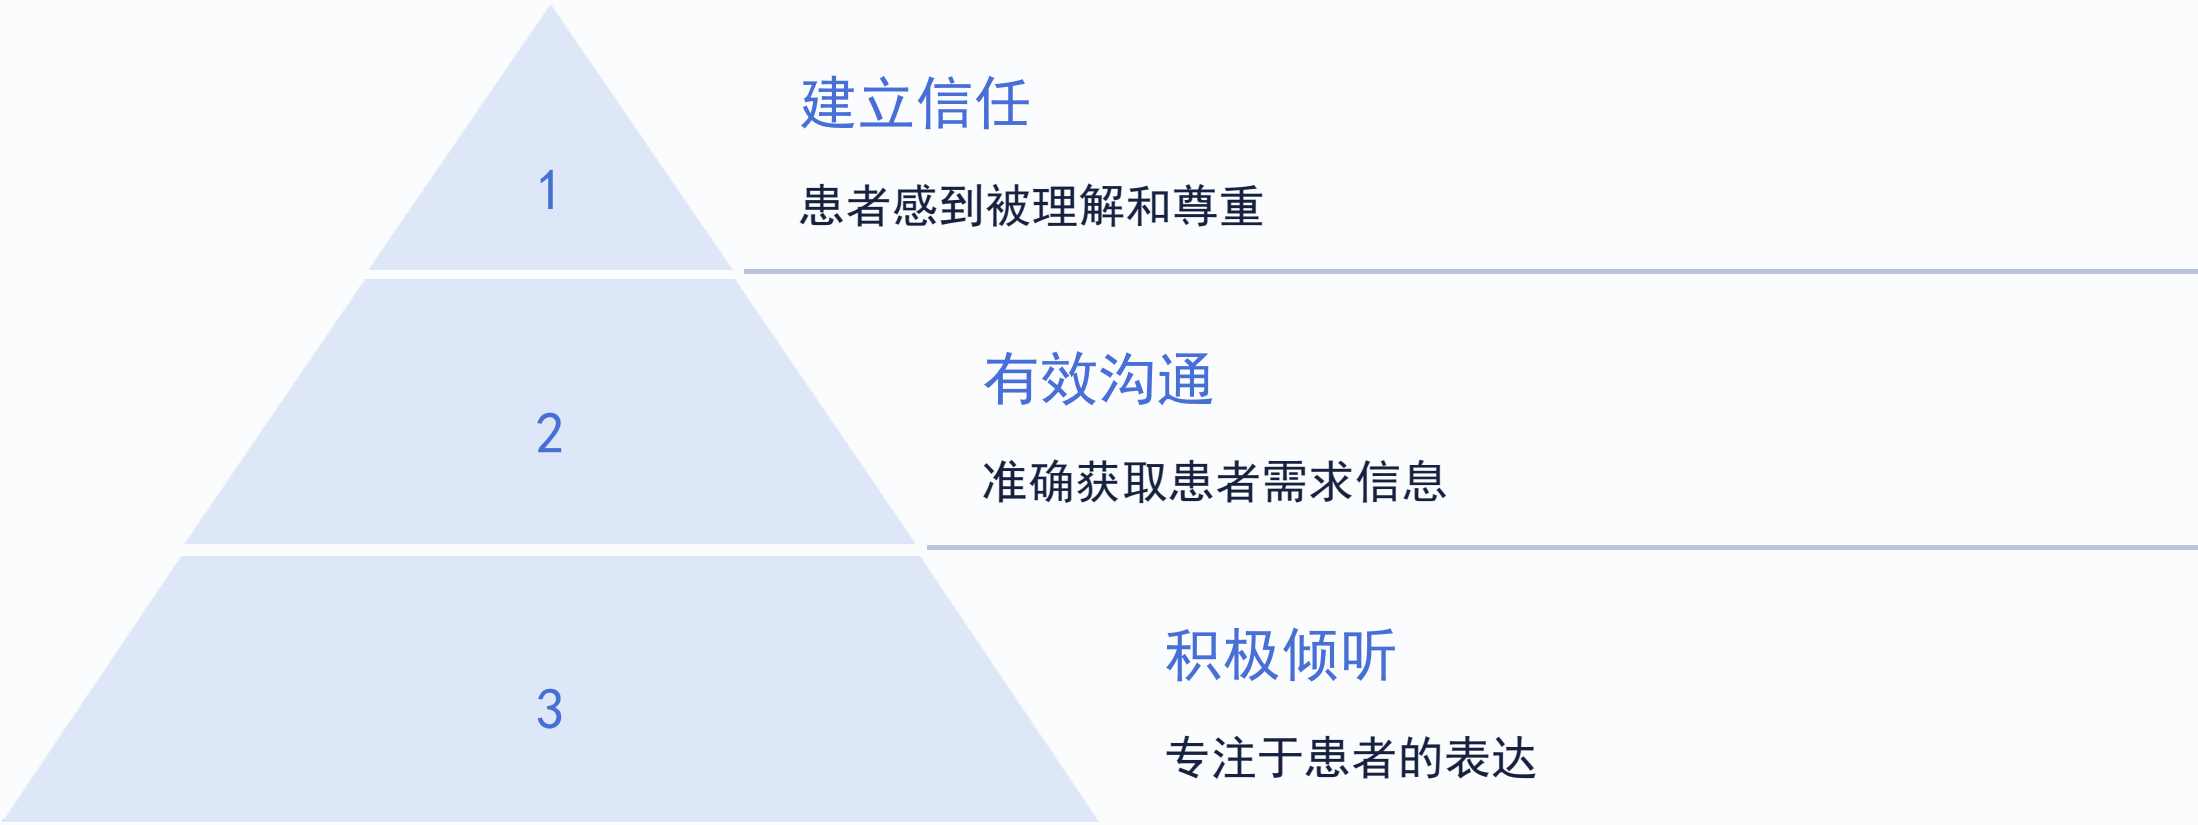 1
建立信任
患者感到被理解和尊重
2
有效沟通
准确获取患者需求信息
3
积极倾听
专注于患者的表达